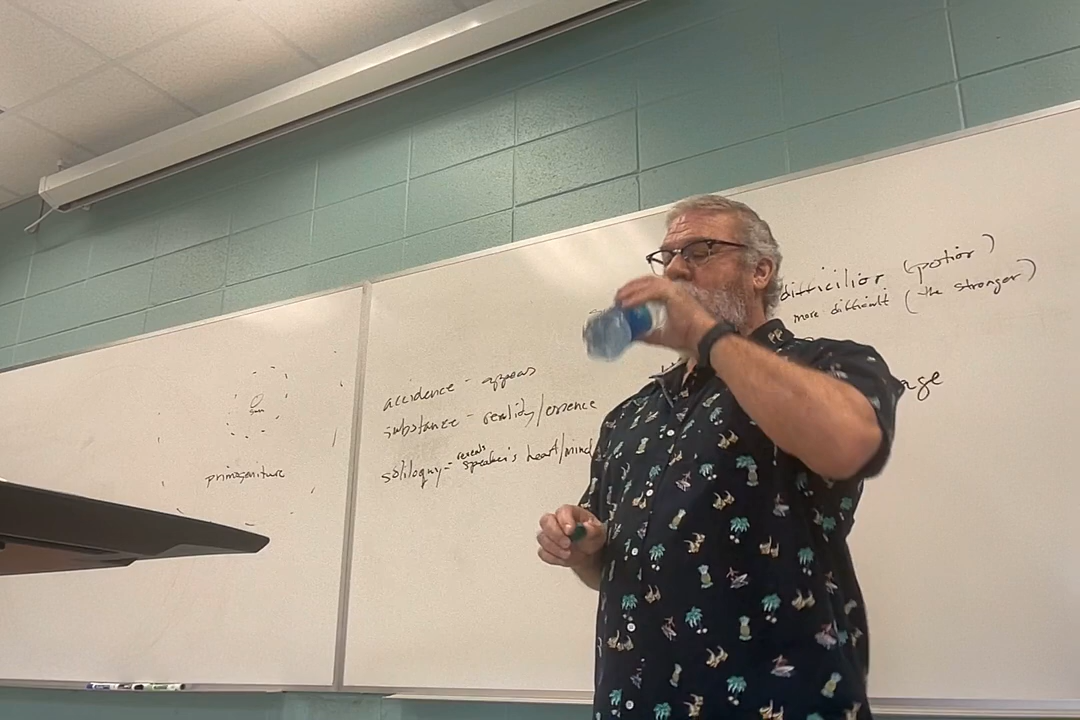 primogeniture
accidence - appears
substance - reality/essence
soliloquy - reveals speaker's heart/mind
difficilior (potior)
more difficult (the stronger)